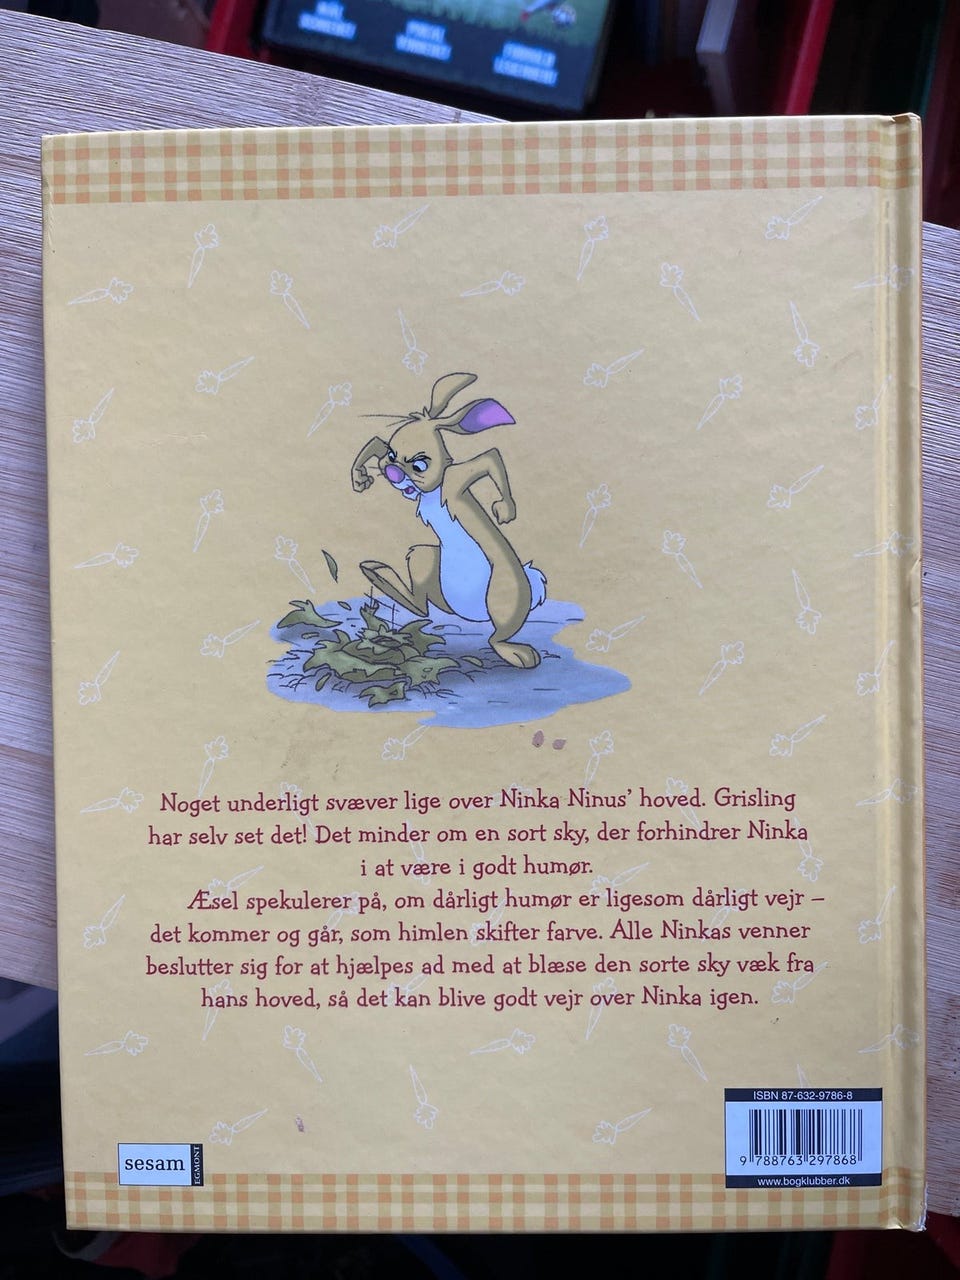 Noget underligt svæver lige over Ninka Ninus' hoved. Grisling
har selv set det! Det minder om en sort sky, der forhindrer Ninka
i at være i godt humør.
Æsel spekulerer på, om dårligt humør er ligesom dårligt vejr –
det kommer og går, som himlen skifter farve. Alle Ninkas venner
beslutter sig for at hjælpes ad med at blæse den sorte sky væk fra
hans hoved, så det kan blive godt vejr over Ninka igen.
sesam
EGMONT
ISBN 87-632-9786-8
9 788763 297868
www.bogklubber.dk